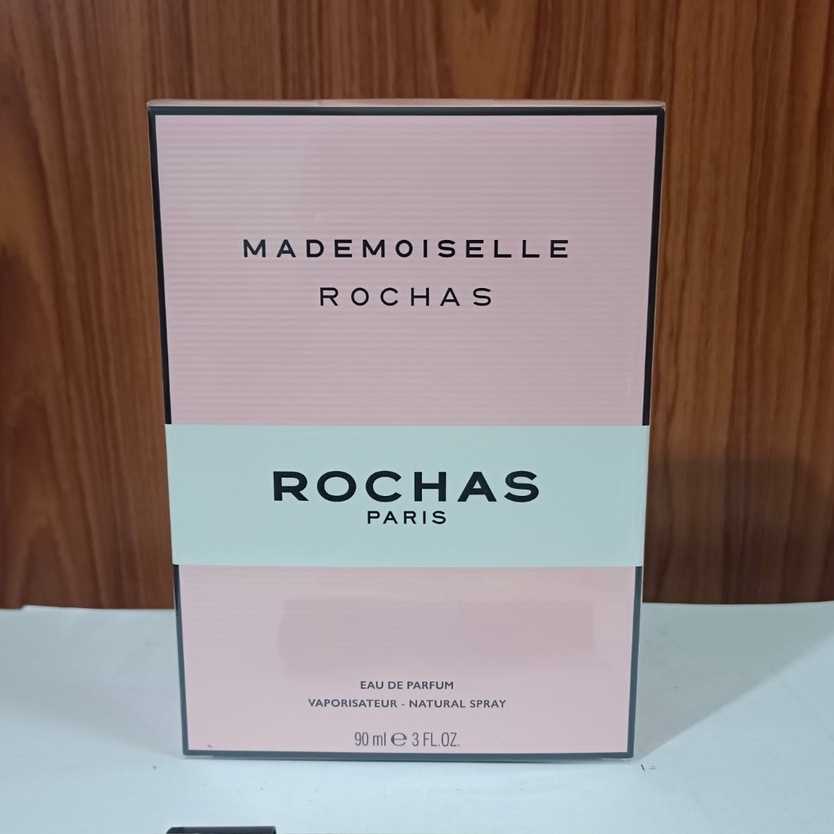 MADEMOISELLE
ROCHAS
ROCHAS
PARIS
EAU DE PARFUM
VAPORISATEUR - NATURAL SPRAY
90 ml ℮ 3 FL.OZ.